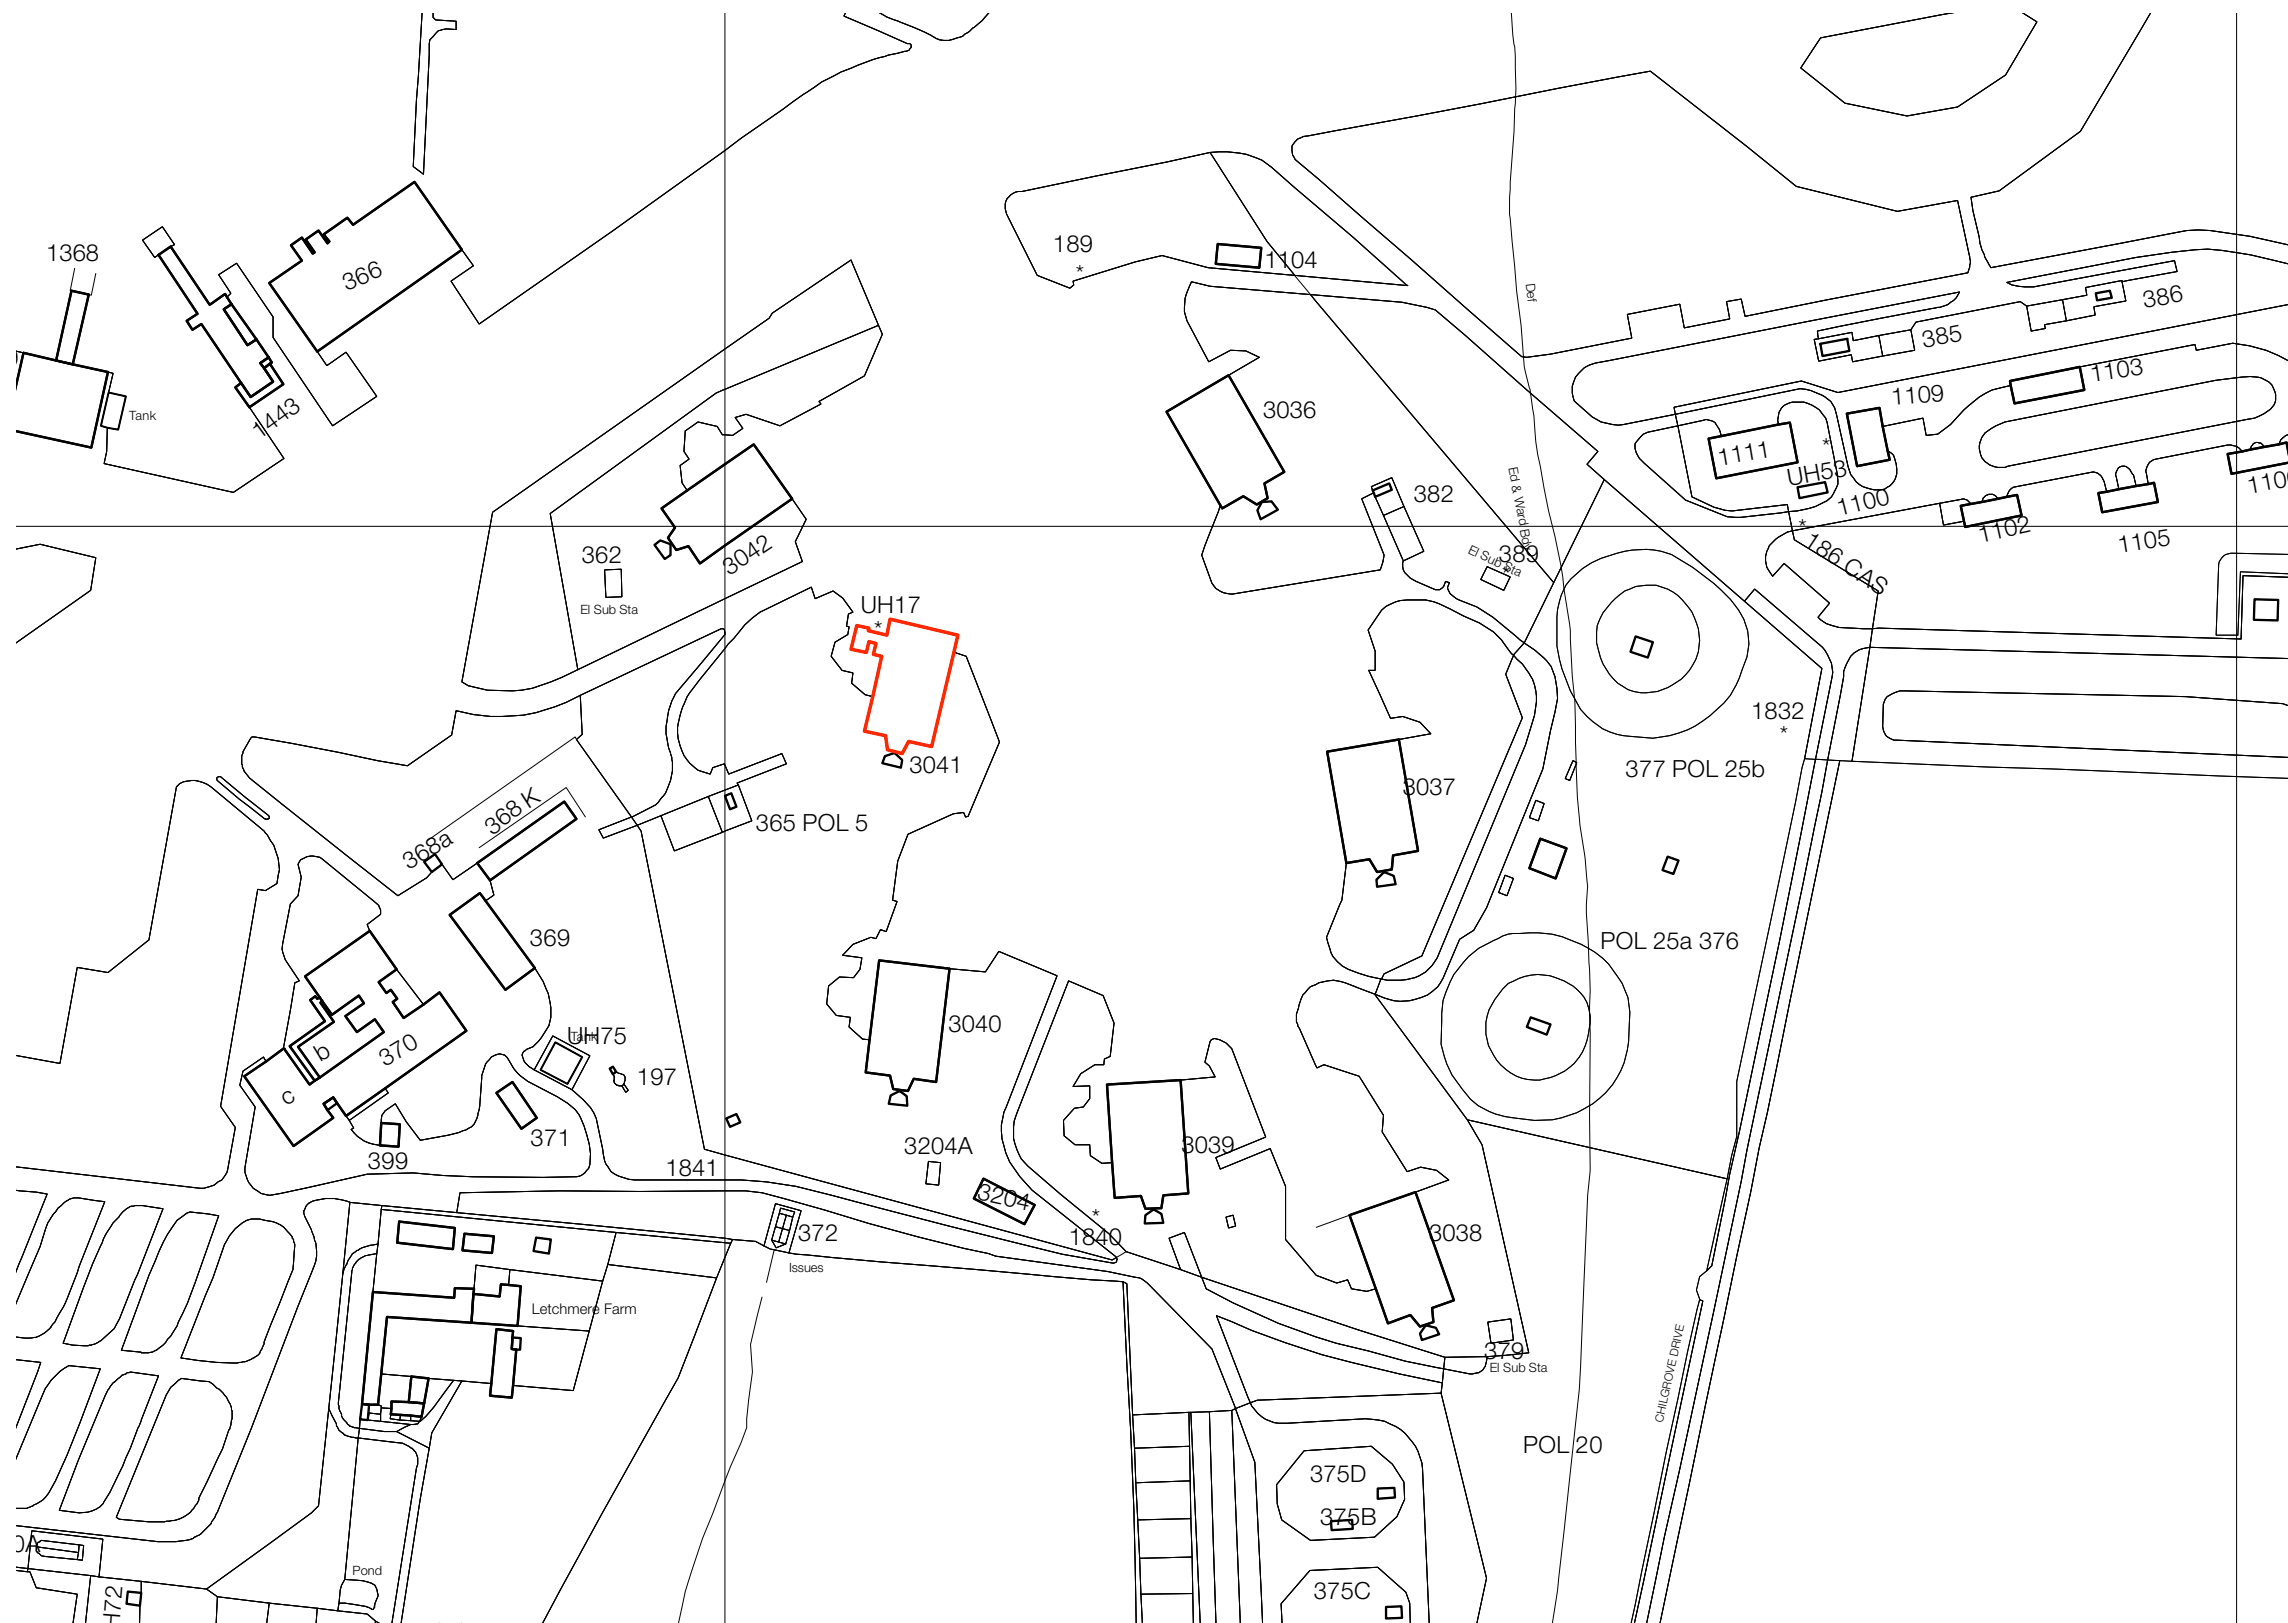 1368
366
1443
Tank
189
1104
Def
386
385
1103
1109
1111
UH53
1100
1102
1105
186 CAS
3036
382
Ed & Ward Bdy
389
El Sub Sta
3042
362
El Sub Sta
UH17
3041
365 POL 5
368 K
368a
369
370
b
c
UH75
Tank
197
371
399
1841
3037
377 POL 25b
1832
POL 25a 376
3040
3204A
3204
1840
3039
3038
372
Issues
Letchmere Farm
379
El Sub Sta
CHILGROVE DRIVE
POL 20
375D
375B
375C
Pond